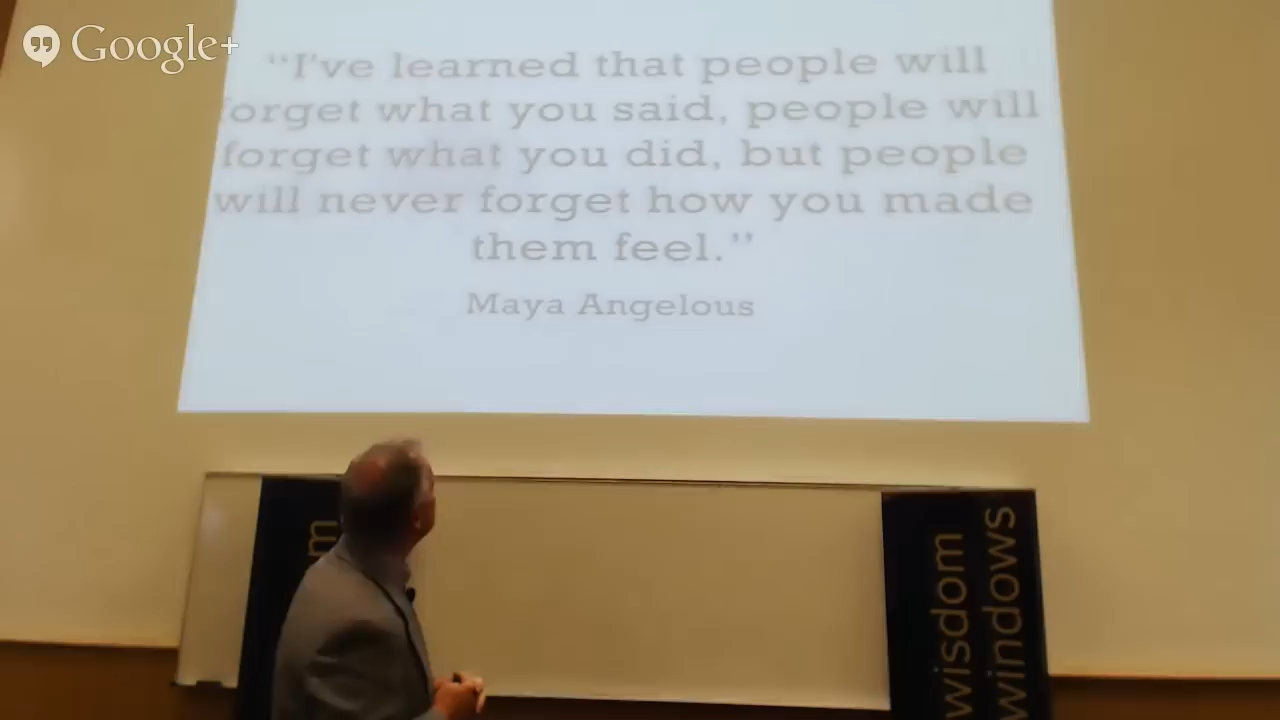 Google+
“I've learned that people will
forget what you said, people will
forget what you did, but people
will never forget how you made
them feel.”
Maya Angelous
m
wisdom
windows